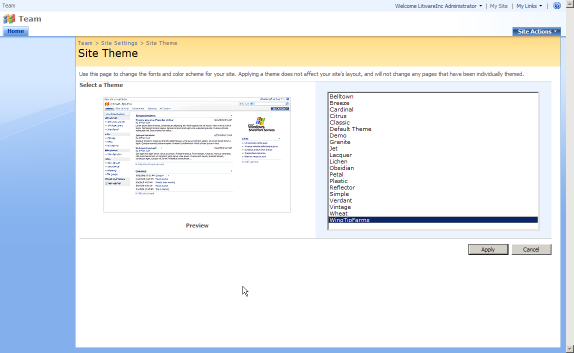 Team
Welcome LitwareInc Administrator | My Site | My Links |
Team
Home
Site Actions
Team > Site Settings > Site Theme
Site Theme
Use this page to change the fonts and color scheme for your site. Applying a theme does not affect your site's layout, and will not change any pages that have been individually themed.
Select a Theme
Windows
SharePoint Services
Preview
Belltown
Breeze
Cardinal
Citrus
Classic
Default Theme
Demo
Granite
Jet
Lacquer
Lichen
Obsidian
Petal
Plastic
Reflector
Simple
Verdant
Vintage
Wheat
WingTipFarms
Apply
Cancel